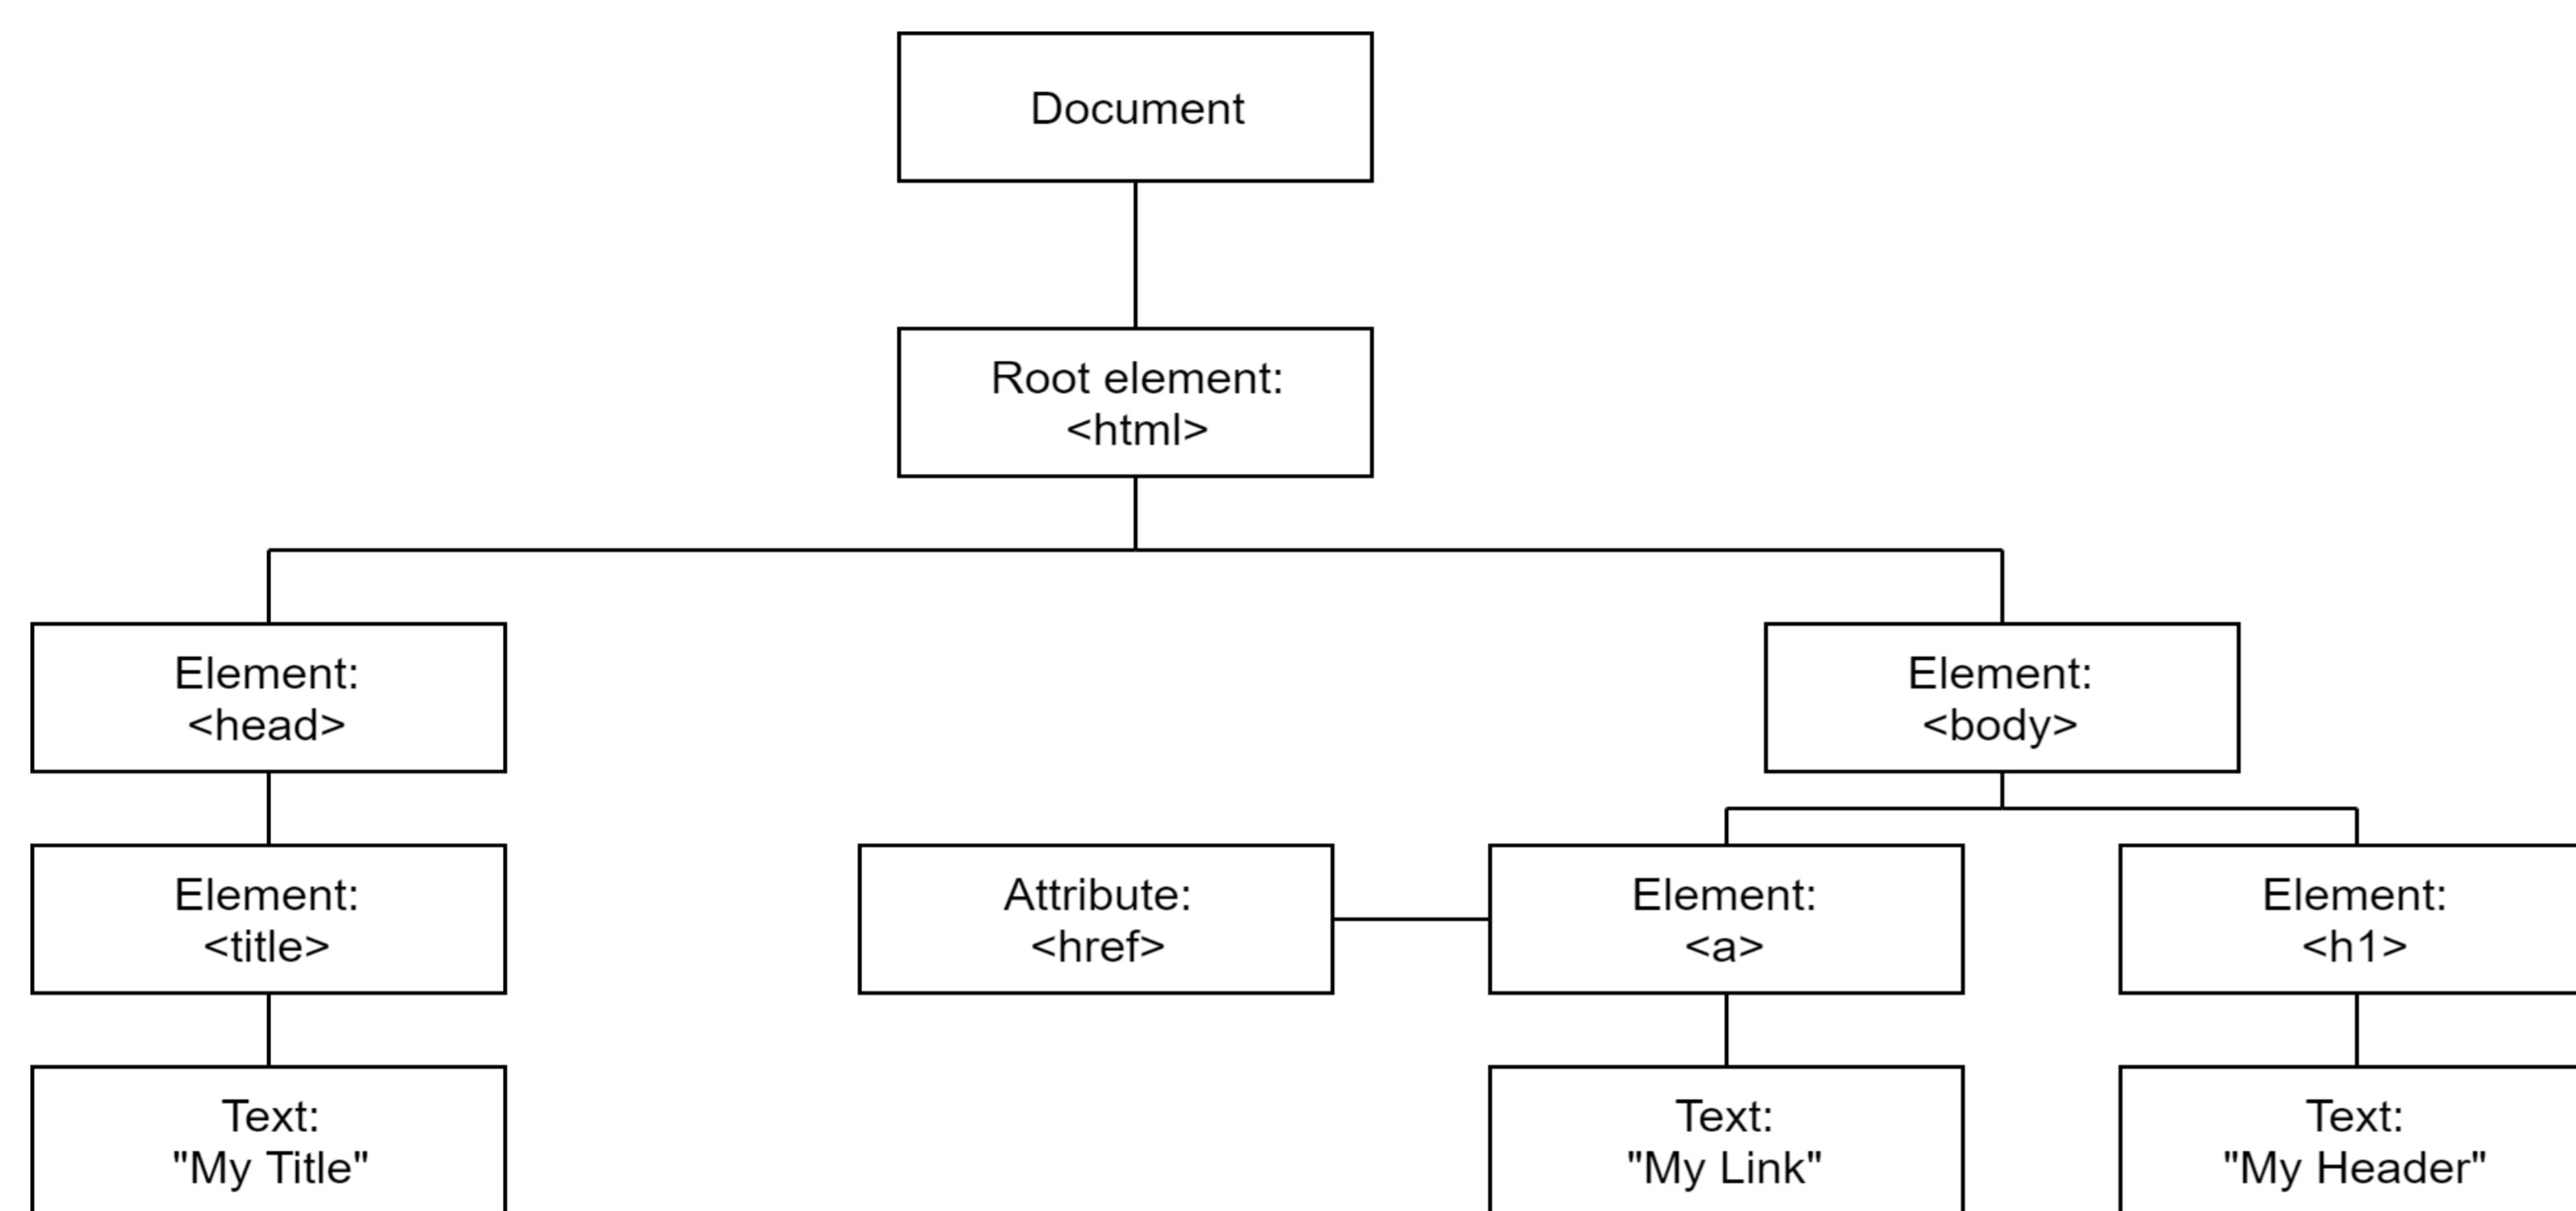 Document
Root element:
<html>
Element:
<head>
Element:
<body>
Element:
<title>
Attribute:
<href>
Element:
<a>
Element:
<h1>
Text:
"My Title"
Text:
"My Link"
Text:
"My Header"